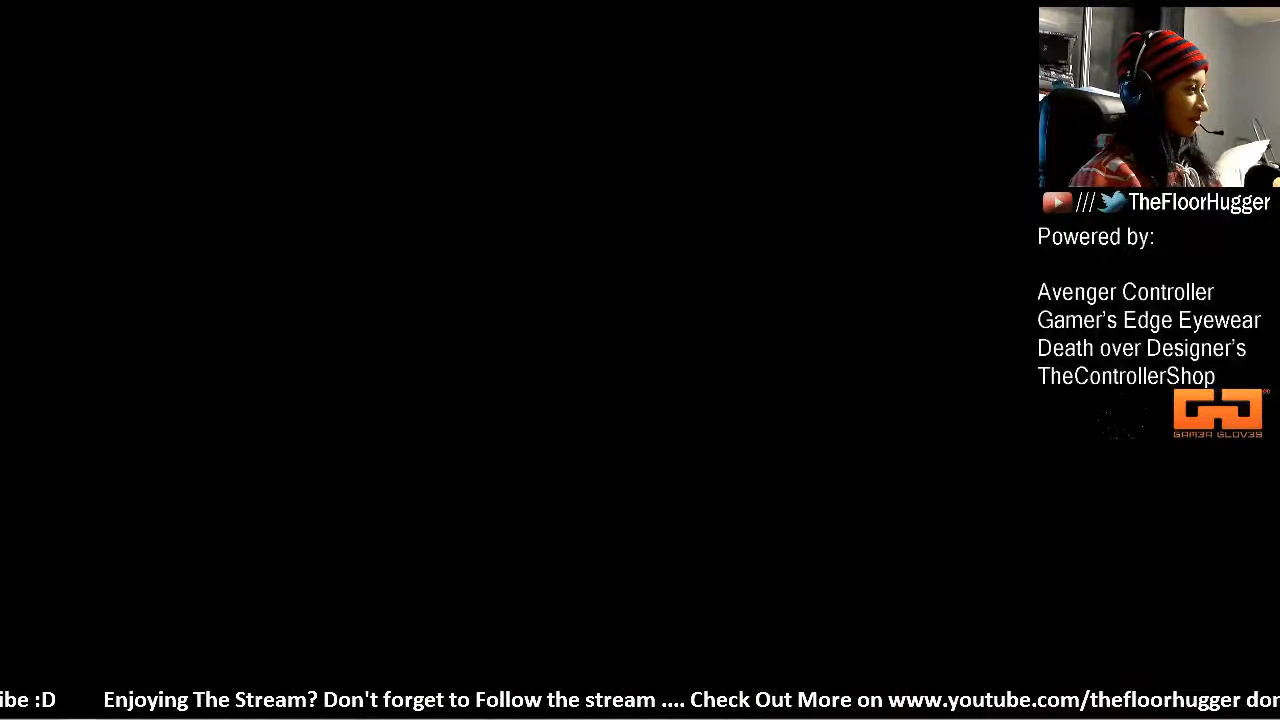 /// TheFloorHugger
Powered by:
Avenger Controller
Gamer's Edge Eyewear
Death over Designer's
TheControllerShop
GAM3R GLOV3S
ibe :D Enjoying The Stream? Don't forget to Follow the stream .... Check Out More on www.youtube.com/thefloorhugger don